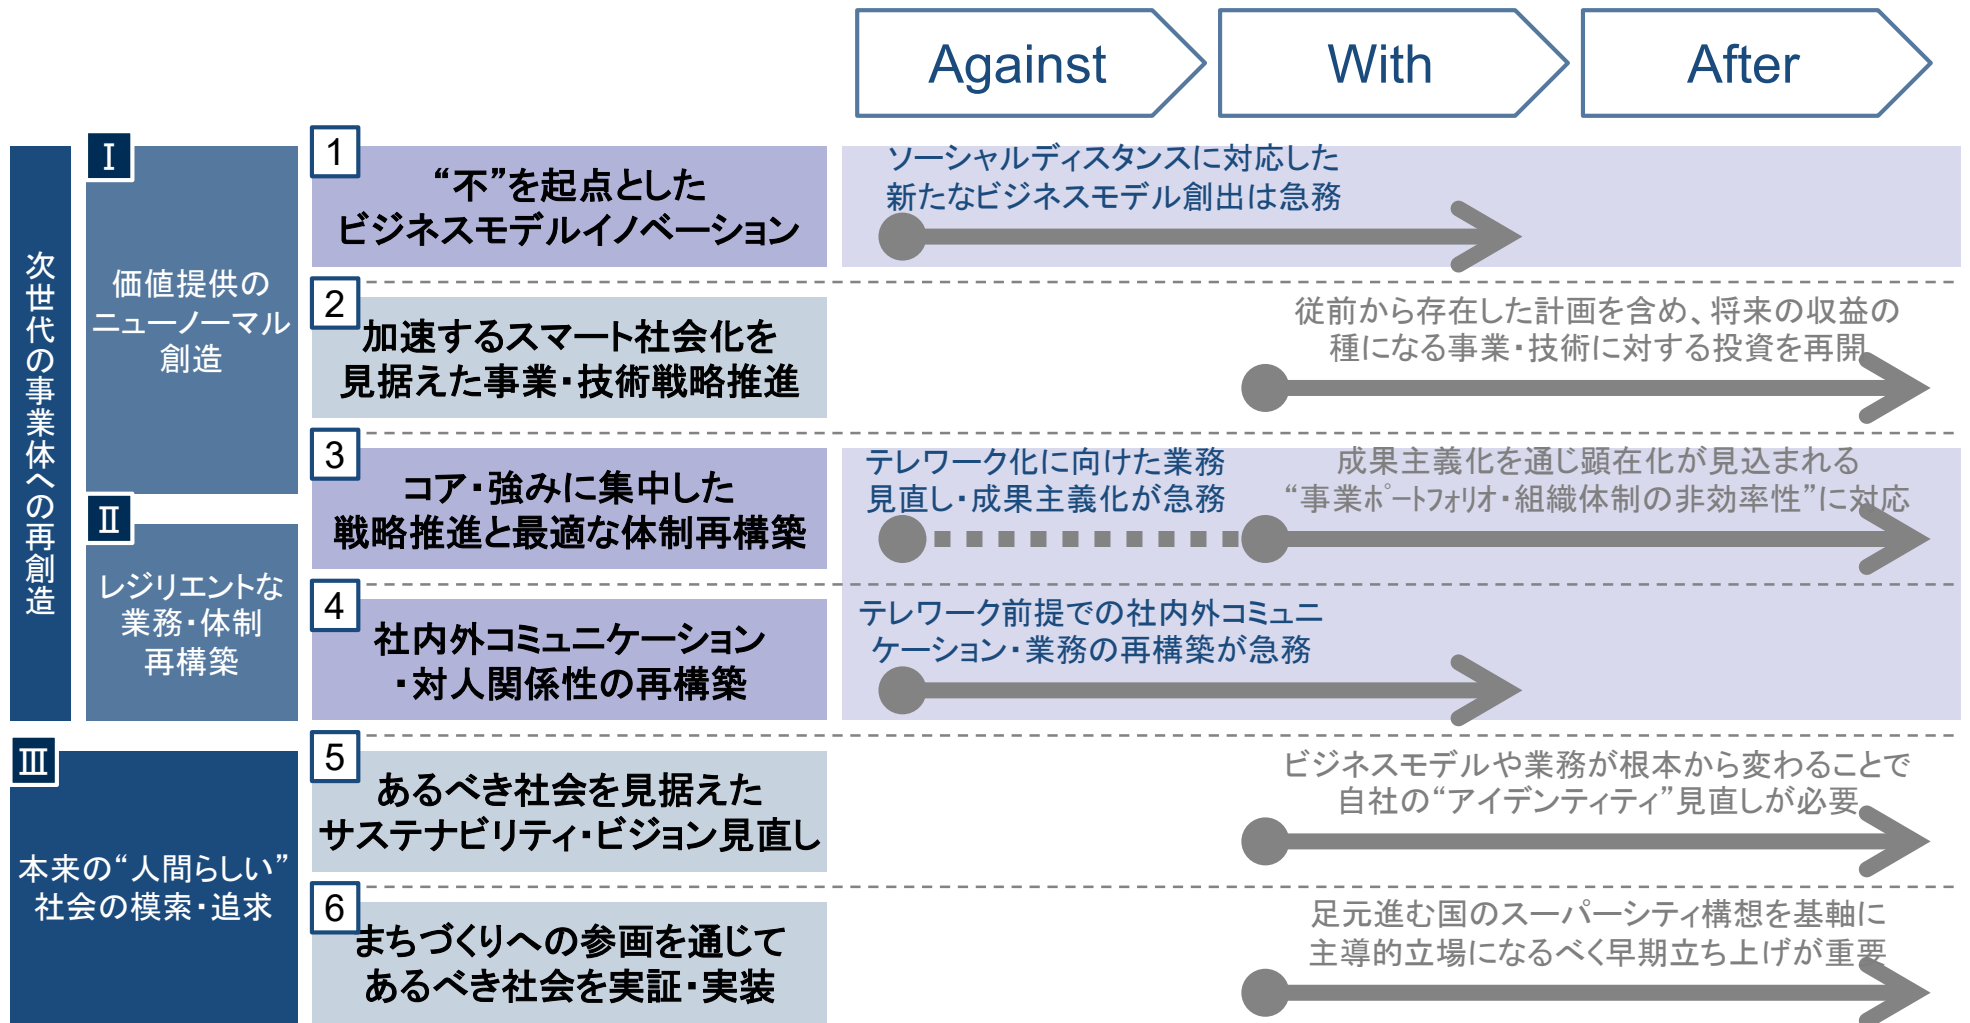 Against
With
After
次世代の事業体への再創造
Ⅰ
価値提供の
ニューノーマル
創造
1
“不”を起点とした
ビジネスモデルイノベーション
ソーシャルディスタンスに対応した
新たなビジネスモデル創出は急務
2
加速するスマート社会化を
見据えた事業・技術戦略推進
従前から存在した計画を含め、将来の収益の
種になる事業・技術に対する投資を再開
Ⅱ
レジリエントな
業務・体制
再構築
3
コア・強みに集中した
戦略推進と最適な体制再構築
テレワーク化に向けた業務
見直し・成果主義化が急務
成果主義化を通じ顕在化が見込まれる
“事業ポートフォリオ・組織体制の非効率性”に対応
4
社内外コミュニケーション
・対人関係性の再構築
テレワーク前提での社内外コミュニ
ケーション・業務の再構築が急務
Ⅲ
本来の“人間らしい”
社会の模索・追求
5
あるべき社会を見据えた
サステナビリティ・ビジョン見直し
ビジネスモデルや業務が根本から変わることで
自社の“アイデンティティ”見直しが必要
6
まちづくりへの参画を通じて
あるべき社会を実証・実装
足元進む国のスーパーシティ構想を基軸に
主導的立場になるべく早期立ち上げが重要